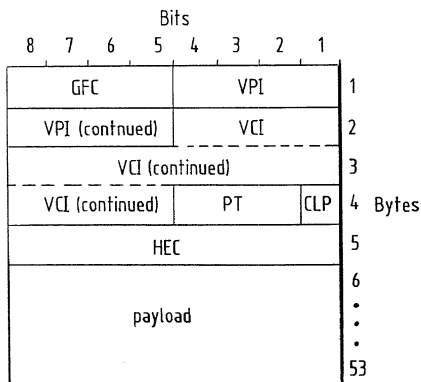 Bits
8 7 6 5 4 3 2 1
GFC VPI 1
VPI (contnued) VCI 2
VCI (continued) 3
VCI (continued) PT CLP 4 Bytes
HEC 5
6
payload
53